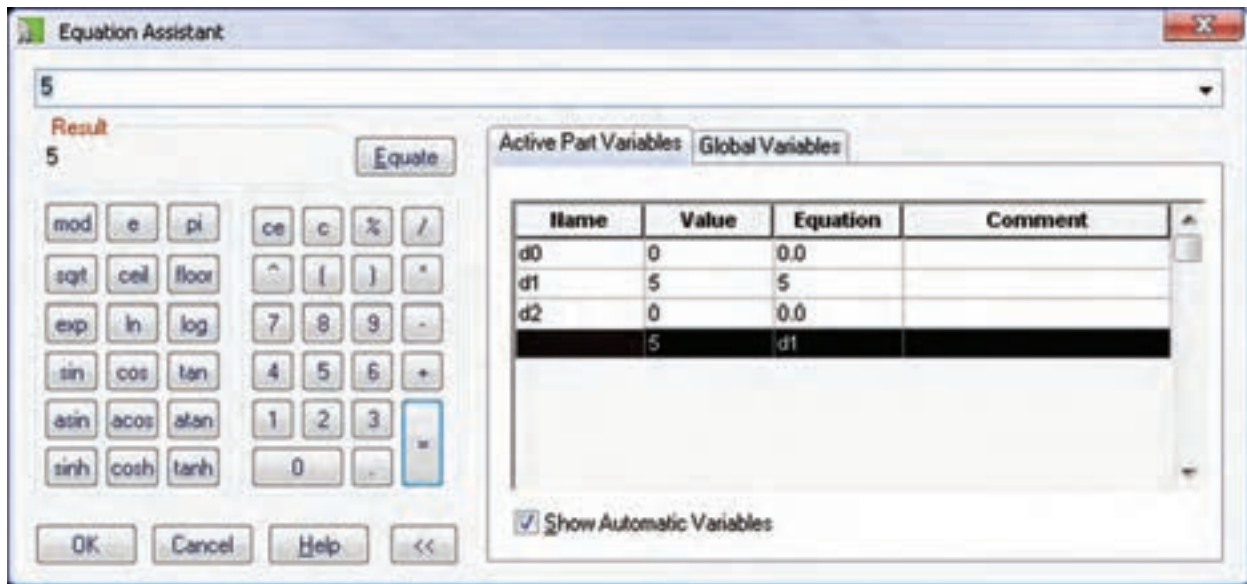 Equation Assistant
5
Result
5
Equate
mod e pi ce c % /
sqrt ceil floor ^ ( ) *
exp ln log 7 8 9 -
sin cos tan 4 5 6 +
asin acos atan 1 2 3 =
sinh cosh tanh 0 .
OK Cancel Help <<
Active Part Variables Global Variables
Name Value Equation Comment
d0 0 0.0
d1 5 5
d2 0 0.0
5 d1
Show Automatic Variables